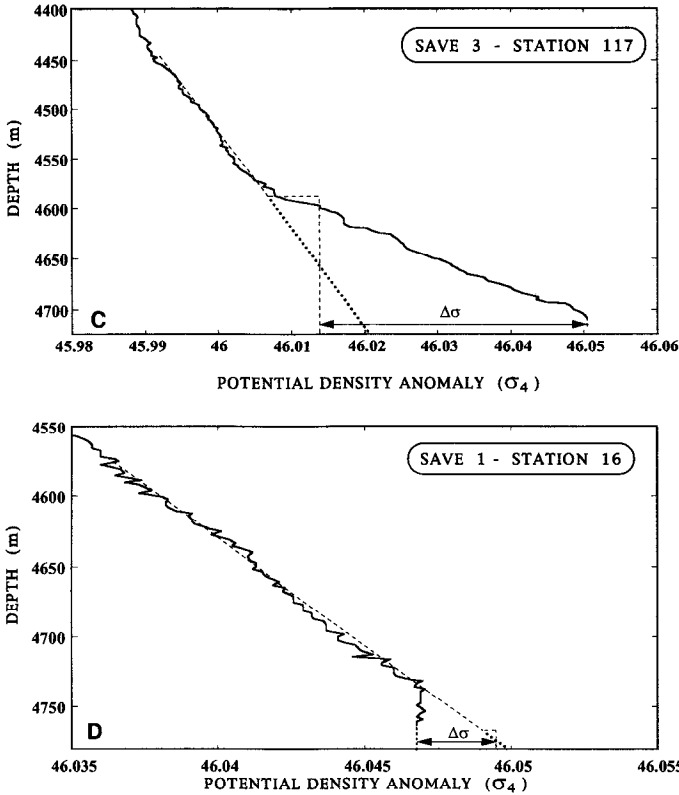 4400
4450
4500
4550
4600
4650
4700
DEPTH (m)
SAVE 3 - STATION 117
C
Δσ
45.98 45.99 46 46.01 46.02 46.03 46.04 46.05 46.06
POTENTIAL DENSITY ANOMALY (σ4)
4550
4600
4650
4700
4750
DEPTH (m)
SAVE 1 - STATION 16
D
Δσ
46.035 46.04 46.045 46.05 46.055
POTENTIAL DENSITY ANOMALY (σ4)